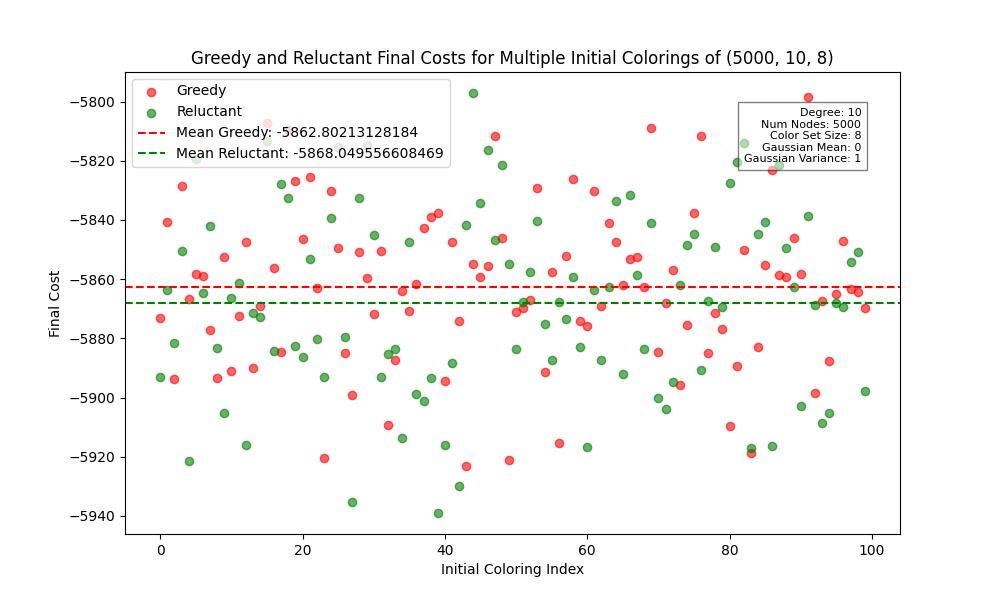 Greedy and Reluctant Final Costs for Multiple Initial Colorings of (5000, 10, 8)
Greedy
Reluctant
Mean Greedy: -5862.80213128184
Mean Reluctant: -5868.049556608469
Degree: 10
Num Nodes: 5000
Color Set Size: 8
Gaussian Mean: 0
Gaussian Variance: 1
Final Cost
−5800
−5820
−5840
−5860
−5880
−5900
−5920
−5940
0 20 40 60 80 100
Initial Coloring Index